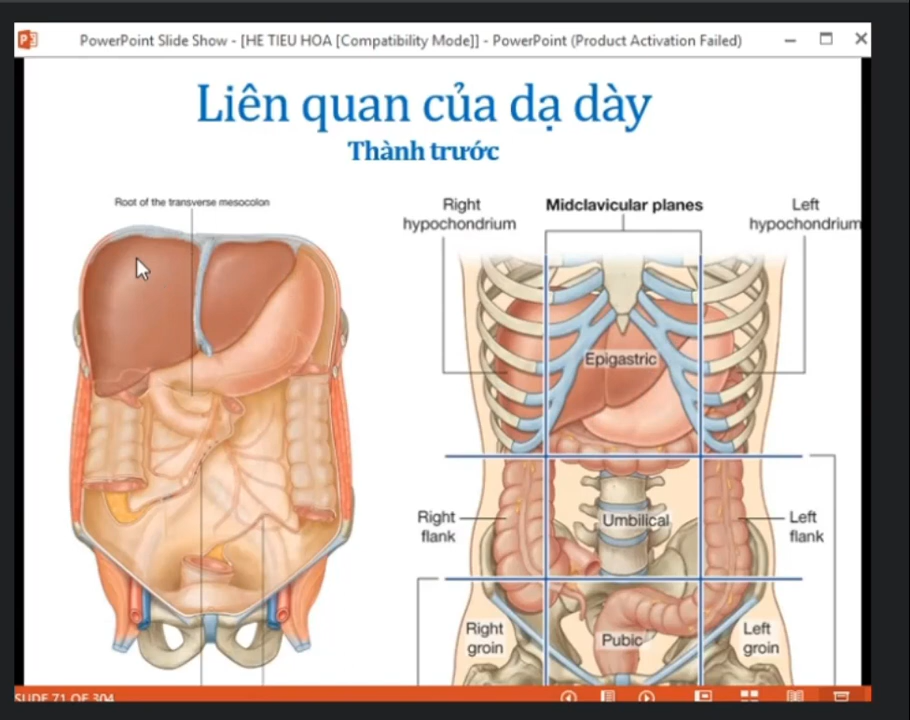 PowerPoint Slide Show - [HE TIEU HOA [Compatibility Mode]] - PowerPoint (Product Activation Failed)
Liên quan của dạ dày
Thành trước
Root of the transverse mesocolon
Right
hypochondrium
Midclavicular planes
Left
hypochondrium
Epigastric
Right
flank
Umbilical
Left
flank
Right
groin
Pubic
Left
groin
SLIDE 71 OF 304